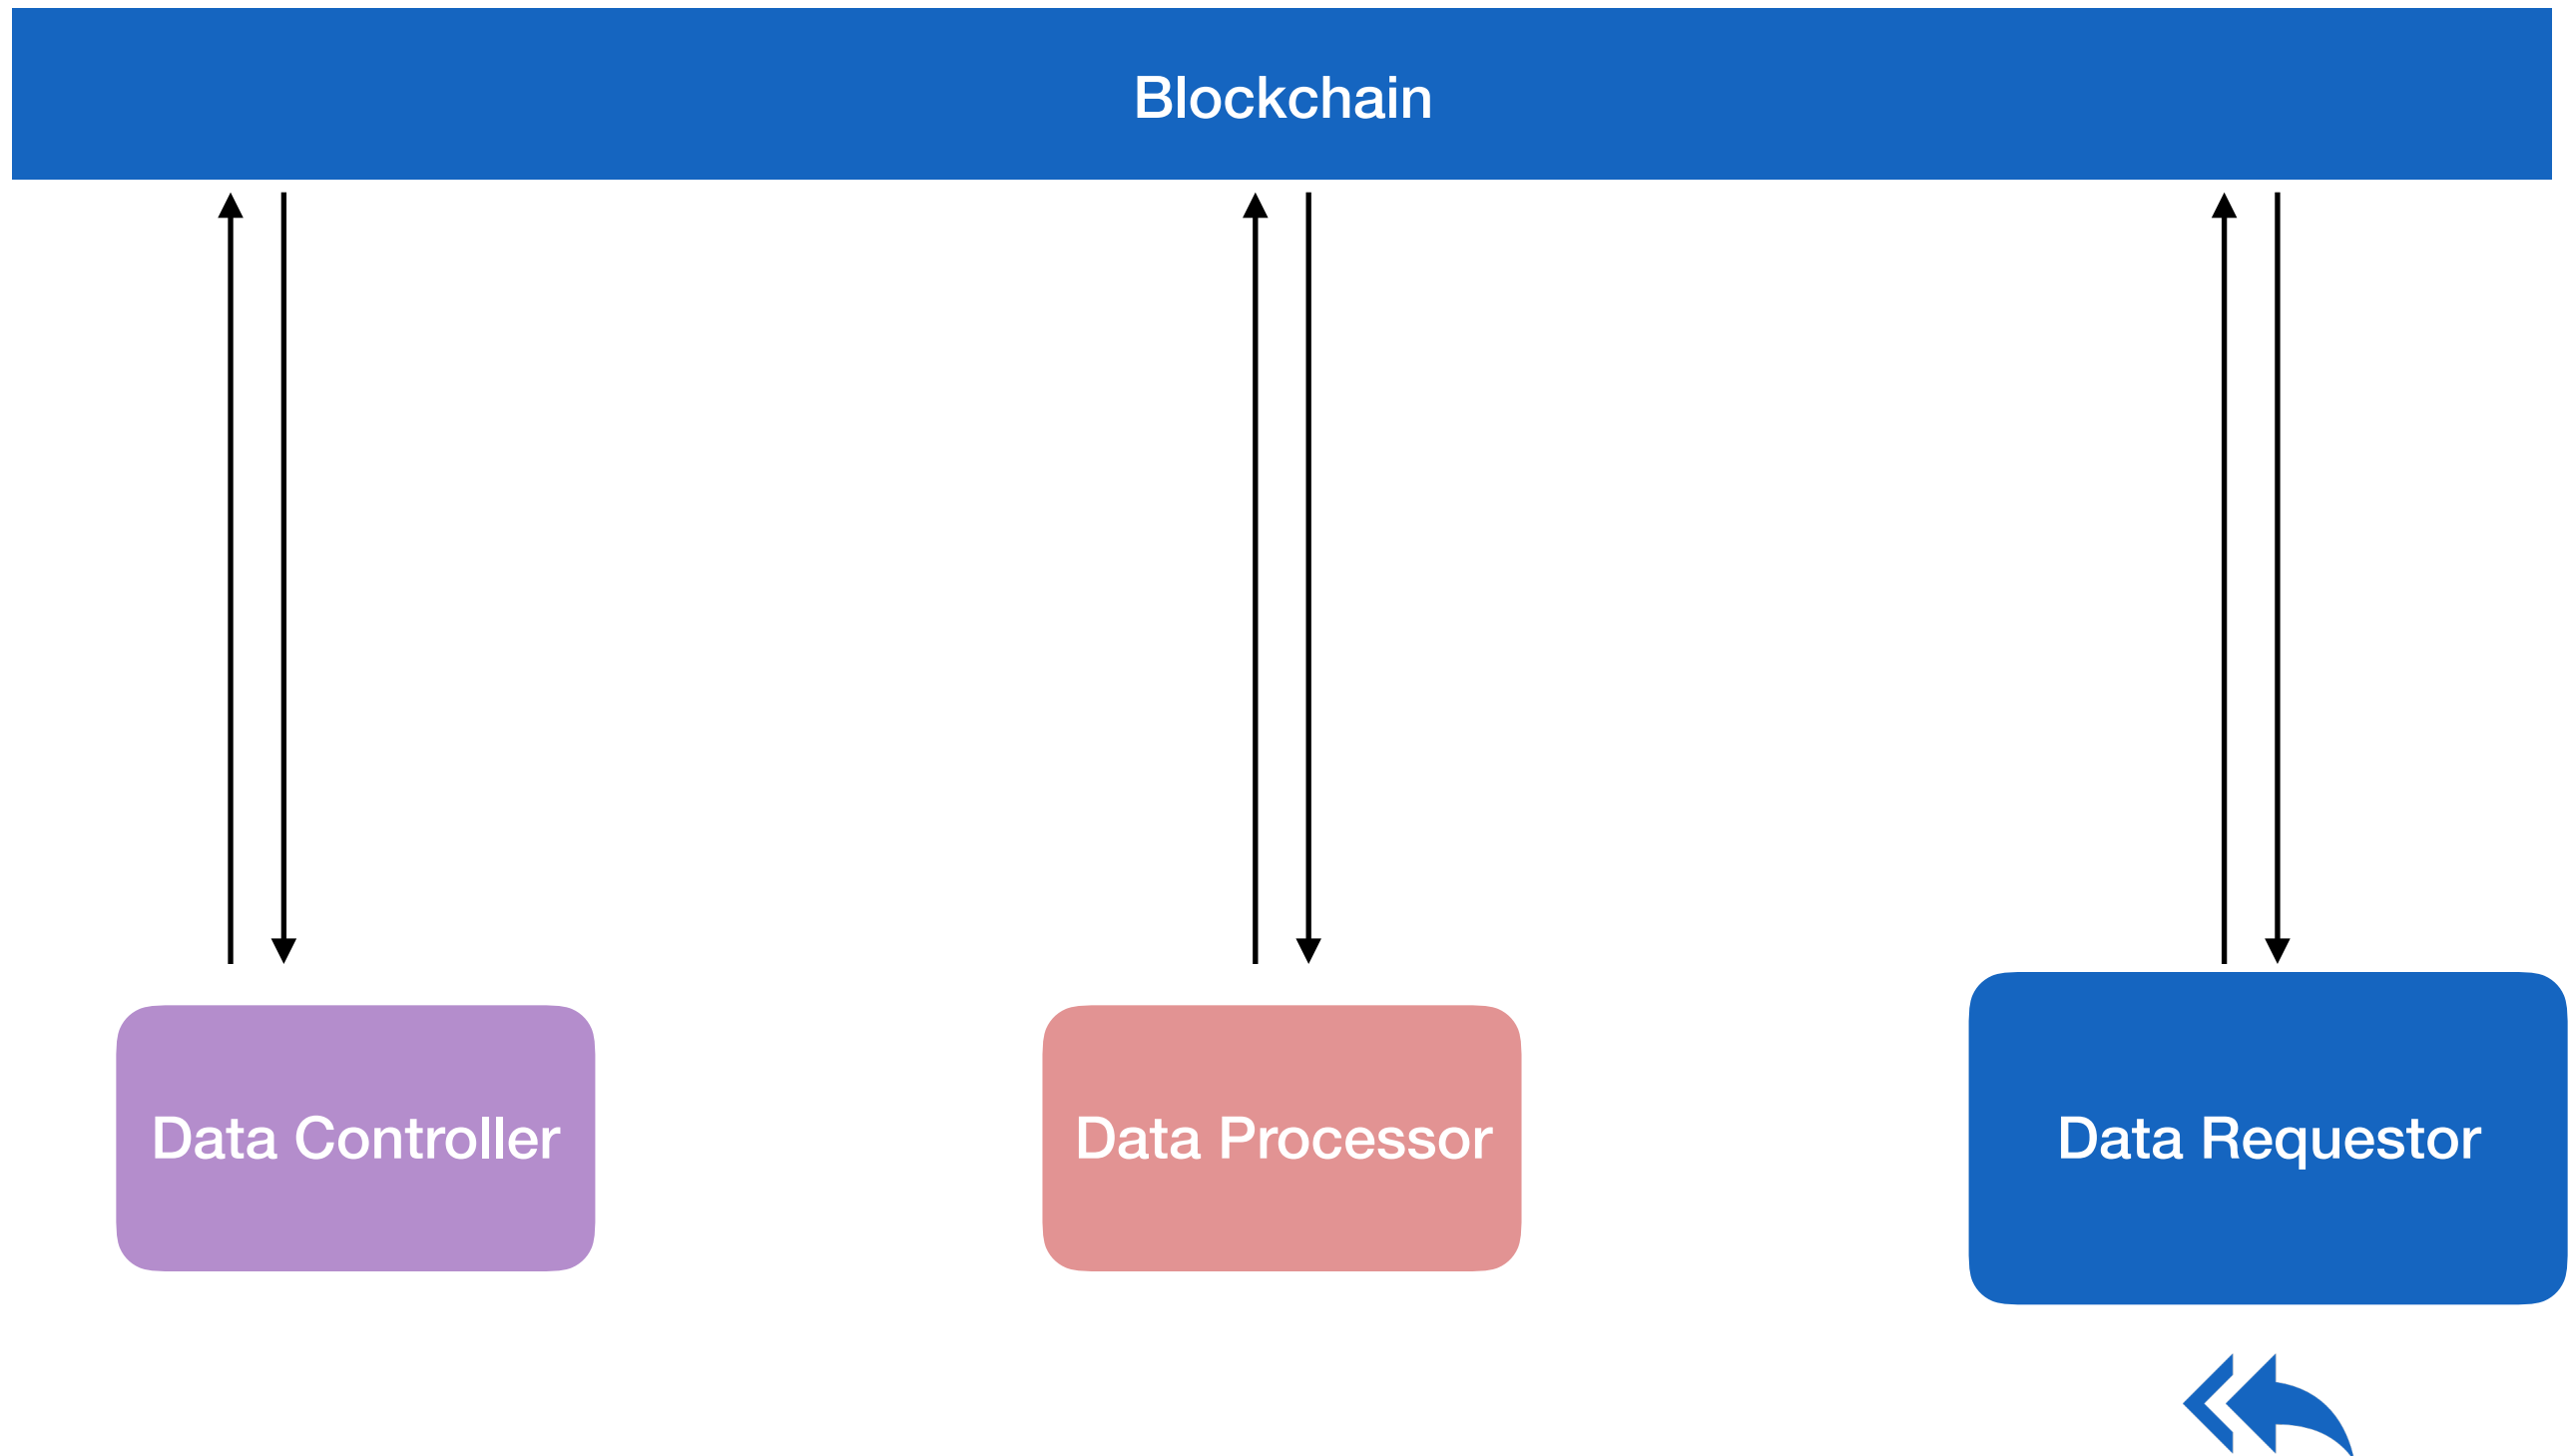 Blockchain
Data Controller
Data Processor
Data Requestor